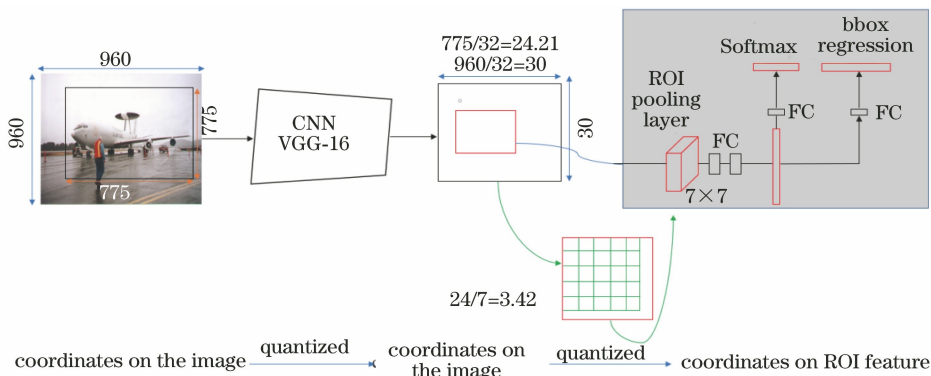 960
960
775
775
CNN
VGG-16
775/32=24.21
960/32=30
30
ROI
pooling
layer
7×7
FC
Softmax
FC
bbox
regression
FC
24/7=3.42
coordinates on the image
quantized
coordinates on
the image
quantized
coordinates on ROI feature